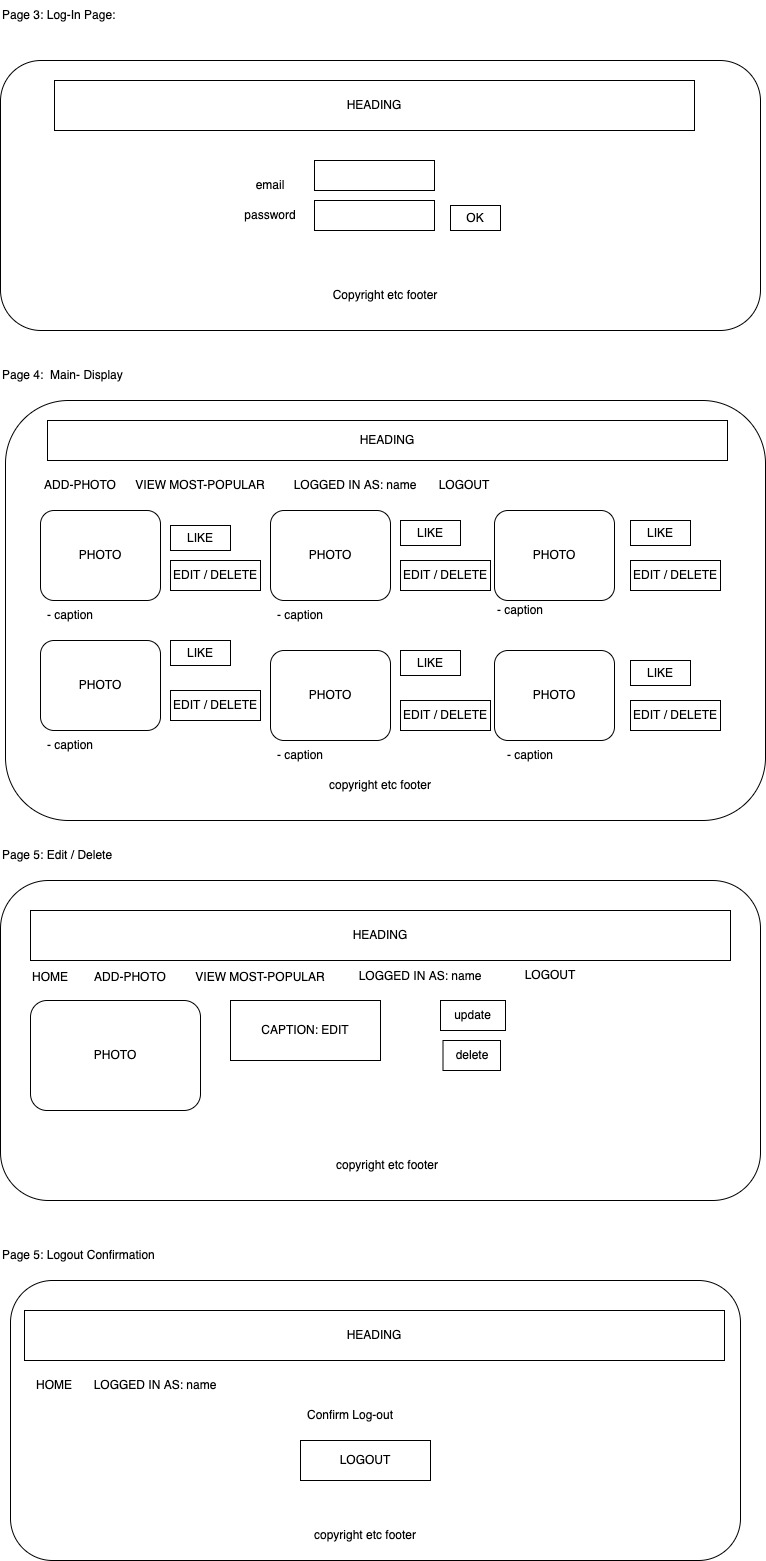 Page 3: Log-In Page:
HEADING
email
password
OK
Copyright etc footer
Page 4:  Main- Display
HEADING
ADD-PHOTO VIEW MOST-POPULAR LOGGED IN AS: name LOGOUT
PHOTO LIKE PHOTO LIKE PHOTO LIKE
EDIT / DELETE EDIT / DELETE EDIT / DELETE
- caption - caption - caption
PHOTO LIKE PHOTO LIKE PHOTO LIKE
EDIT / DELETE EDIT / DELETE EDIT / DELETE
- caption - caption - caption
copyright etc footer
Page 5: Edit / Delete
HEADING
HOME ADD-PHOTO VIEW MOST-POPULAR LOGGED IN AS: name LOGOUT
PHOTO
CAPTION: EDIT
update
delete
copyright etc footer
Page 5: Logout Confirmation
HEADING
HOME LOGGED IN AS: name
Confirm Log-out
LOGOUT
copyright etc footer